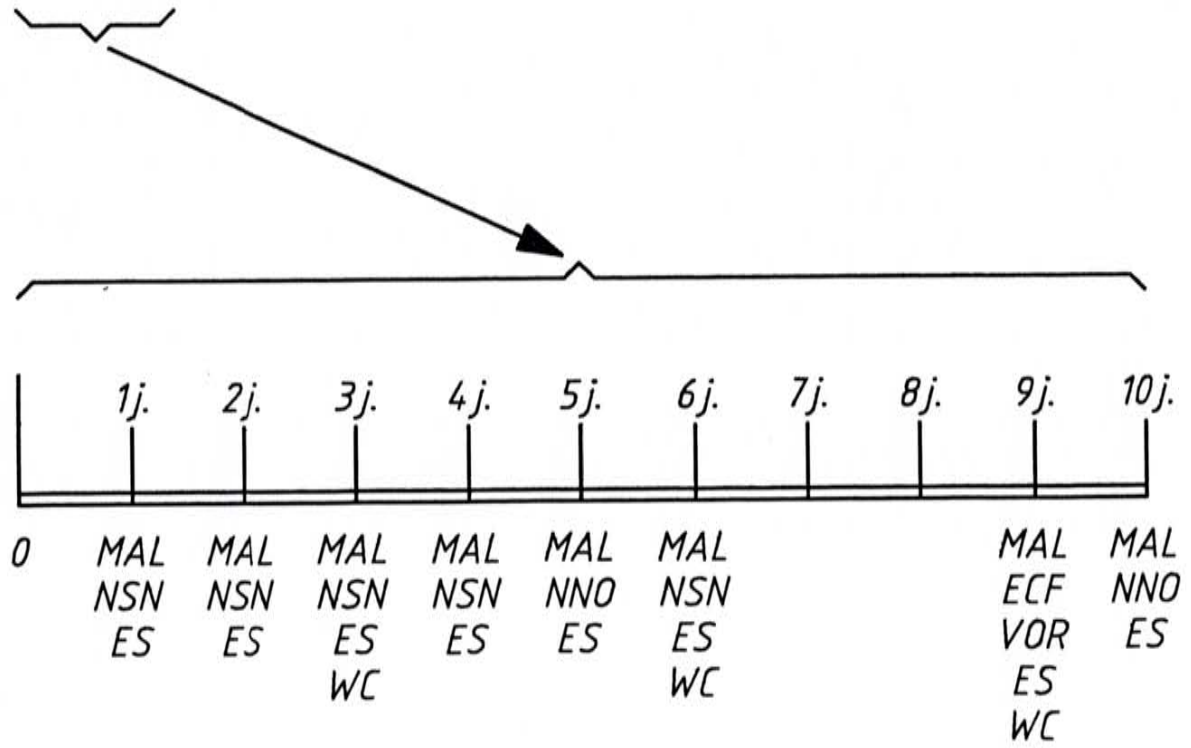 1j. 2j. 3j. 4j. 5j. 6j. 7j. 8j. 9j. 10j.
0 MAL MAL MAL MAL MAL MAL MAL MAL
NSN NSN NSN NSN NNO NSN ECF NNO
ES ES ES ES ES ES VOR ES
WC WC ES
WC